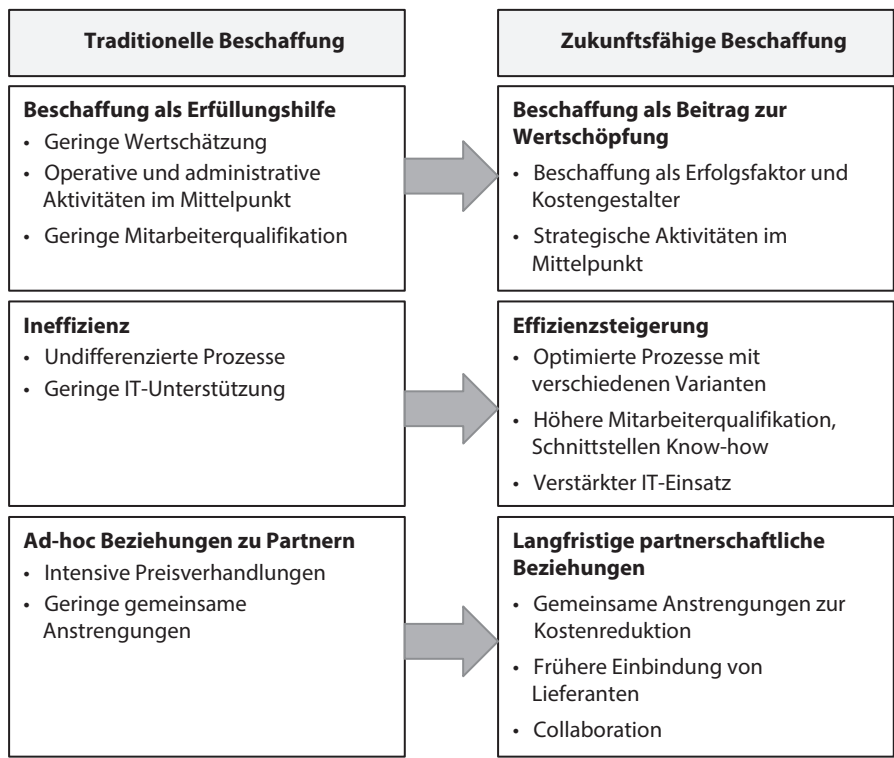 Traditionelle Beschaffung
Zukunftsfähige Beschaffung
Beschaffung als Erfüllungshilfe
• Geringe Wertschätzung
• Operative und administrative
Aktivitäten im Mittelpunkt
• Geringe Mitarbeiterqualifikation
Beschaffung als Beitrag zur
Wertschöpfung
• Beschaffung als Erfolgsfaktor und
Kostengestalter
• Strategische Aktivitäten im
Mittelpunkt
Ineffizienz
• Undifferenzierte Prozesse
• Geringe IT-Unterstützung
Effizienzsteigerung
• Optimierte Prozesse mit
verschiedenen Varianten
• Höhere Mitarbeiterqualifikation,
Schnittstellen Know-how
• Verstärkter IT-Einsatz
Ad-hoc Beziehungen zu Partnern
• Intensive Preisverhandlungen
• Geringe gemeinsame
Anstrengungen
Langfristige partnerschaftliche
Beziehungen
• Gemeinsame Anstrengungen zur
Kostenreduktion
• Frühere Einbindung von
Lieferanten
• Collaboration